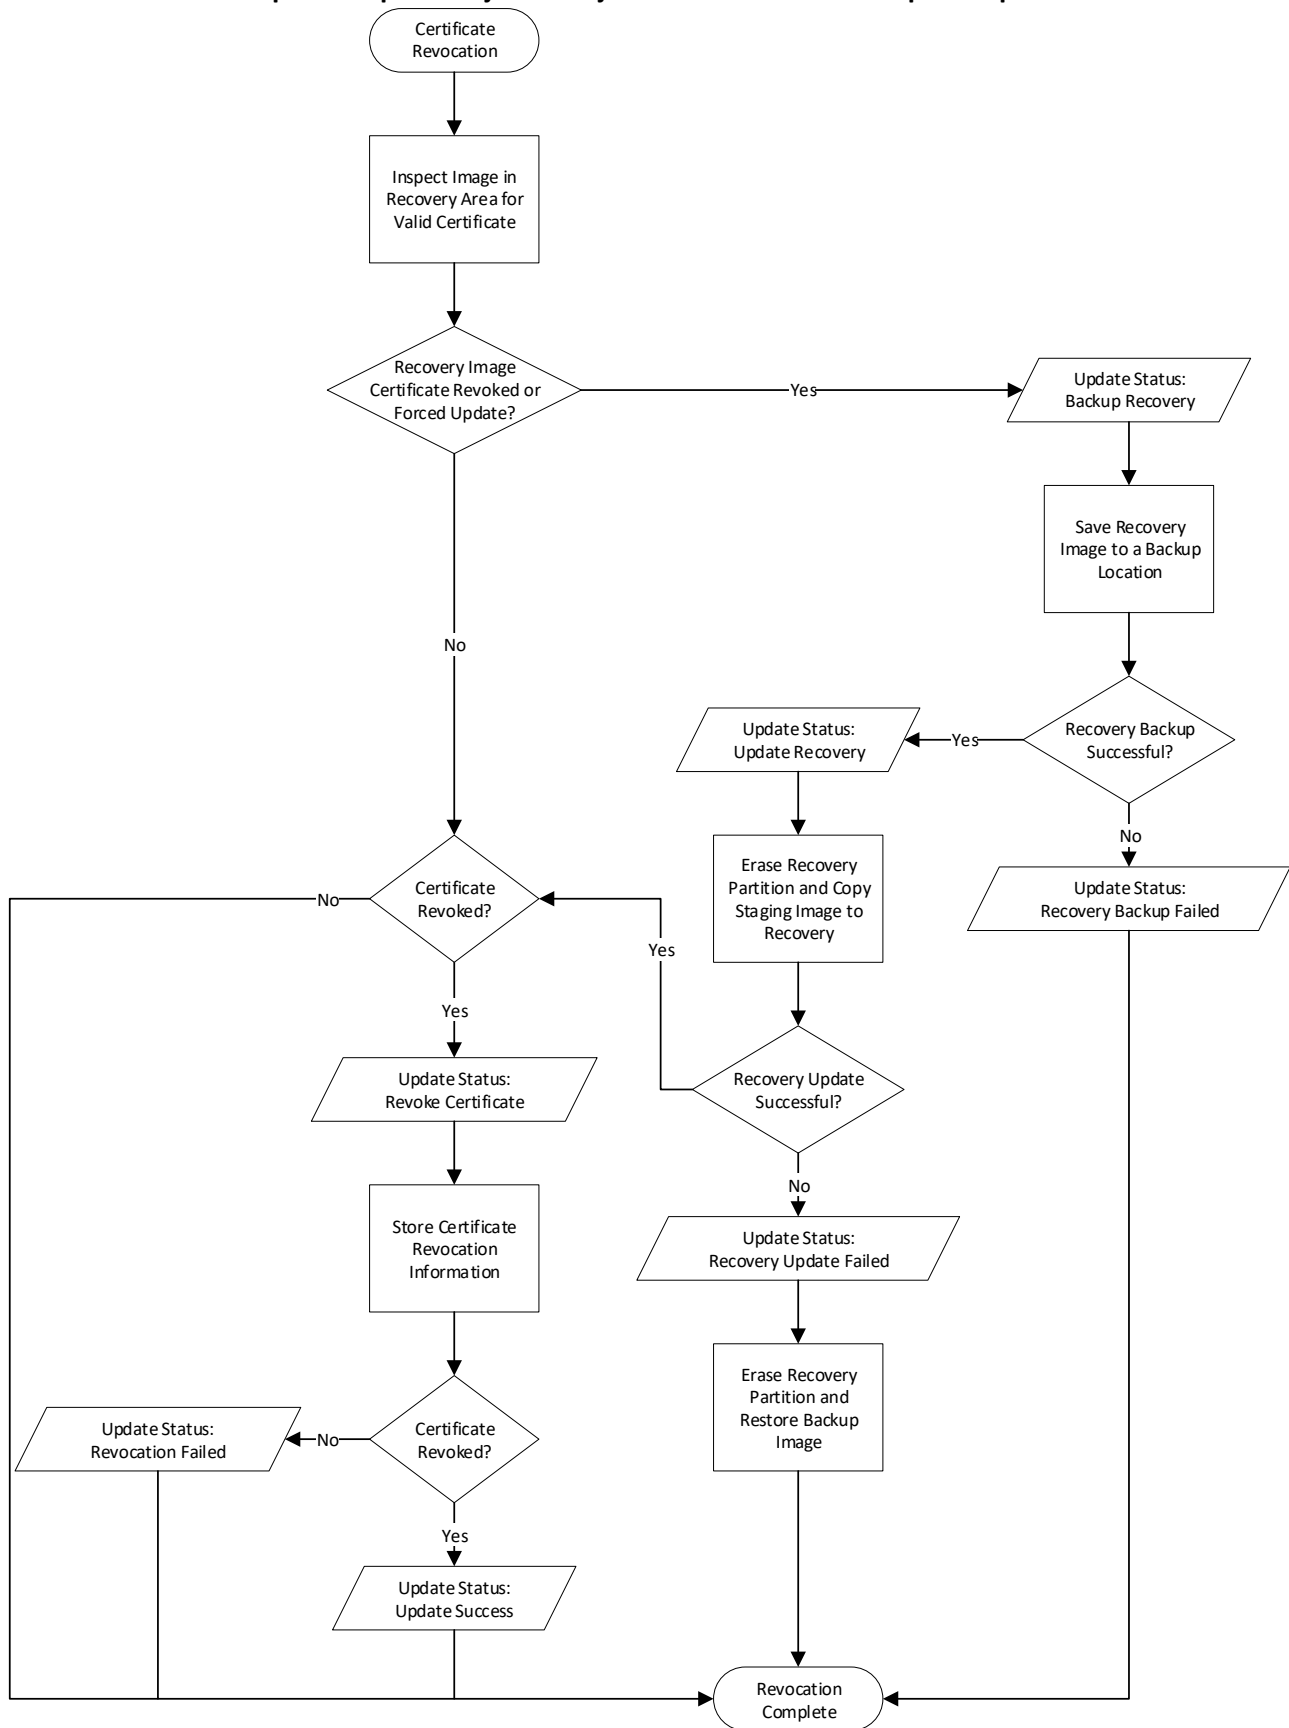 Certificate
Revocation
Inspect Image in
Recovery Area for
Valid Certificate
Recovery Image
Certificate Revoked or
Forced Update?
Yes
Update Status:
Backup Recovery
Save Recovery
Image to a Backup
Location
No
Recovery Backup
Successful?
Yes
Update Status:
Update Recovery
No
Update Status:
Recovery Backup Failed
Erase Recovery
Partition and Copy
Staging Image to
Recovery
Certificate
Revoked?
No
Yes
Yes
Recovery Update
Successful?
Update Status:
Revoke Certificate
No
Store Certificate
Revocation
Information
Update Status:
Recovery Update Failed
Erase Recovery
Partition and
Restore Backup
Image
Certificate
Revoked?
No
Update Status:
Revocation Failed
Yes
Update Status:
Update Success
Revocation
Complete